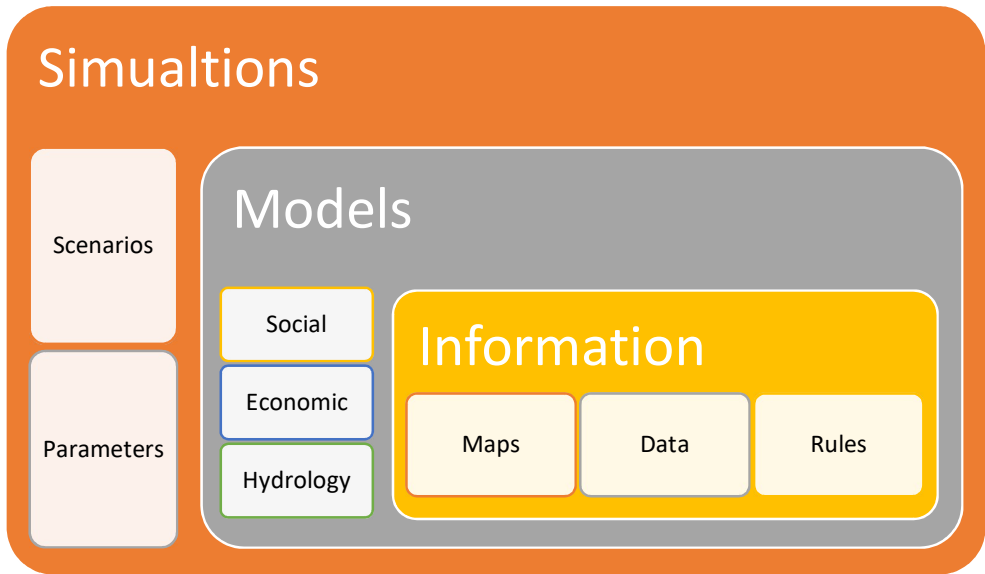 Simualtions
Scenarios
Parameters
Models
Social
Economic
Hydrology
Information
Maps
Data
Rules